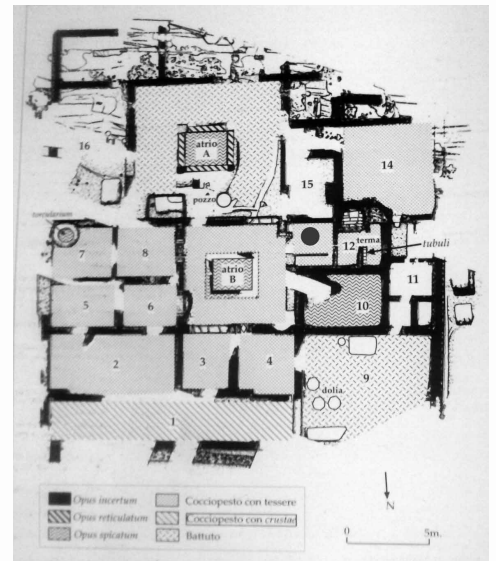 atrio
A
16
14
pozzo
15
torcularium
7
8
12
terma
tubuli
atrio
B
11
5
6
10
2
3
4
9
dolia
1
N
Opus incertum
Cocciopesto con tessere
Opus reticulatum
Cocciopesto con crustae
Opus spicatum
Battuto
0
5m.